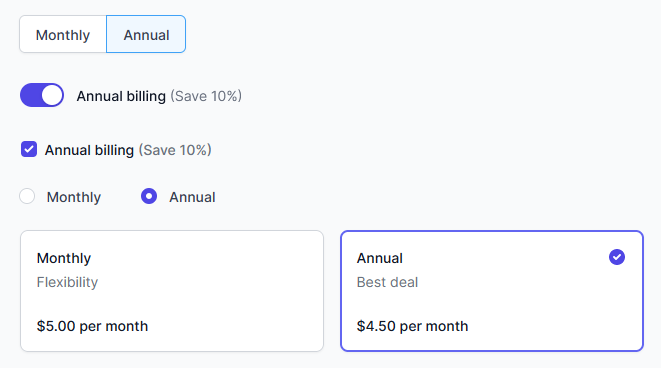 Monthly Annual
Annual billing (Save 10%)
Annual billing (Save 10%)
Monthly Annual
Monthly
Flexibility
$5.00 per month
Annual
Best deal
$4.50 per month